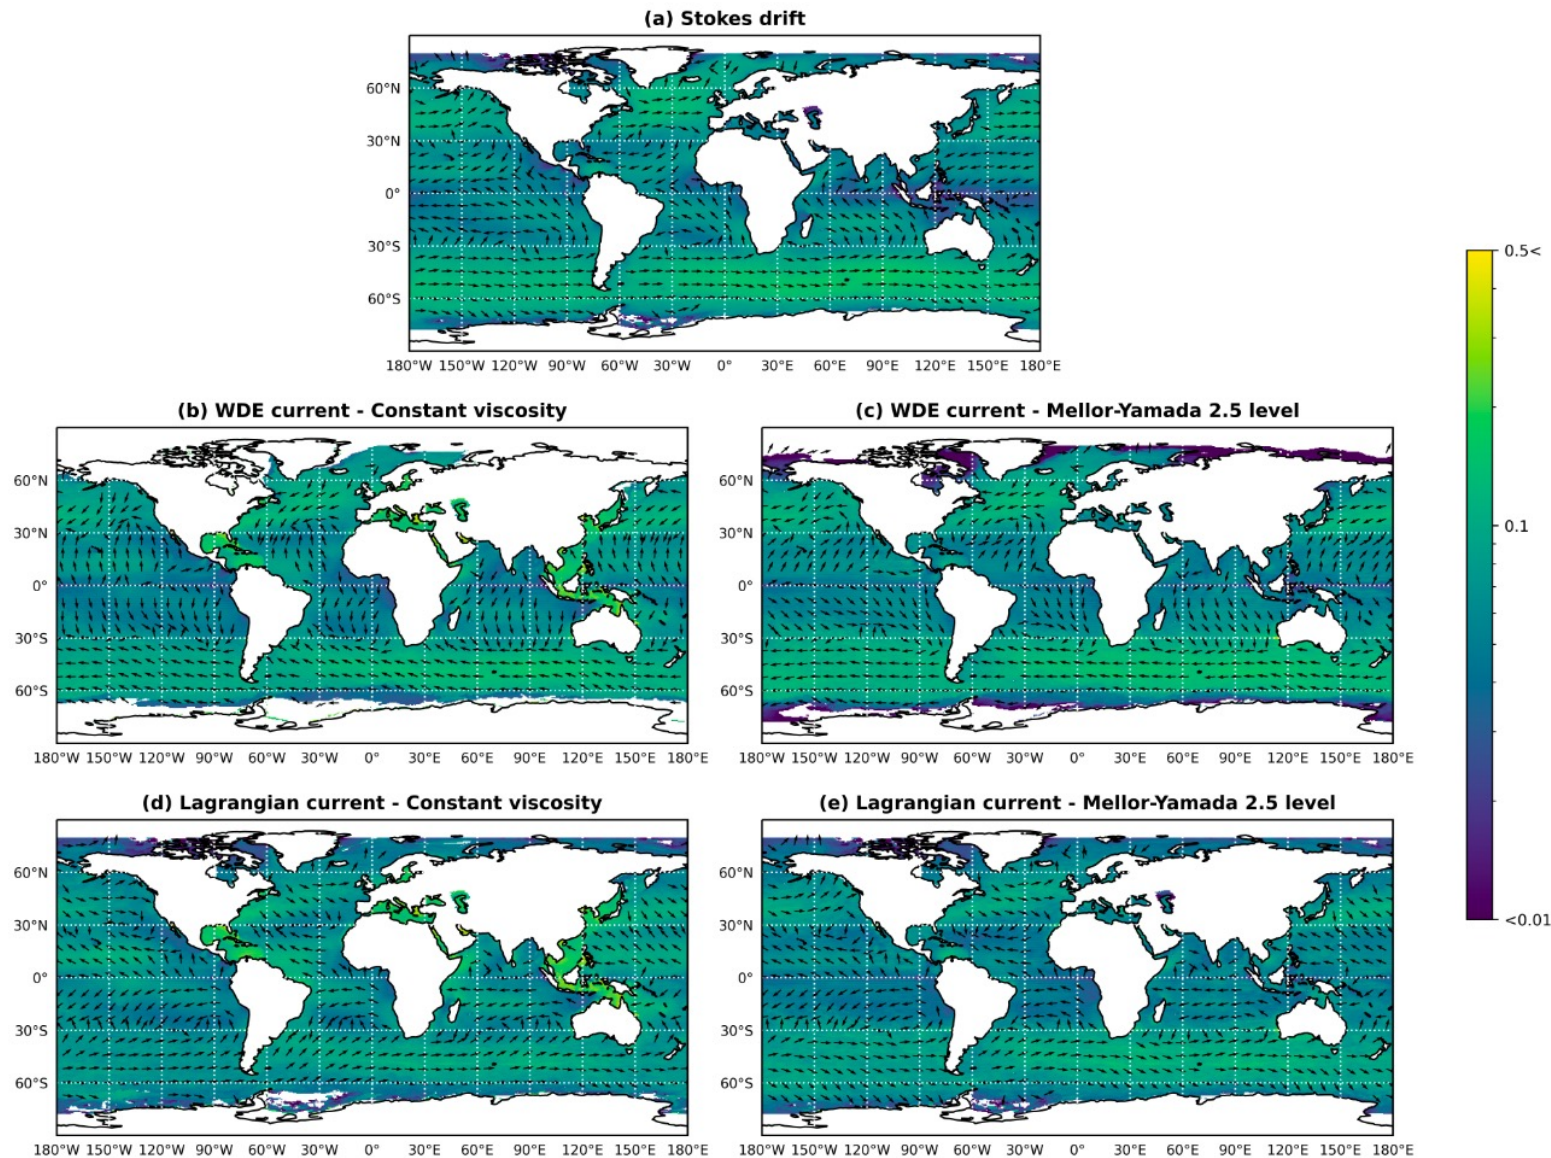 (a) Stokes drift
60°N
30°N
0°
30°S
60°S
180°W 150°W 120°W 90°W 60°W 30°W 0° 30°E 60°E 90°E 120°E 150°E 180°E
(b) WDE current - Constant viscosity
60°N
30°N
0°
30°S
60°S
180°W 150°W 120°W 90°W 60°W 30°W 0° 30°E 60°E 90°E 120°E 150°E 180°E
(c) WDE current - Mellor-Yamada 2.5 level
60°N
30°N
0°
30°S
60°S
180°W 150°W 120°W 90°W 60°W 30°W 0° 30°E 60°E 90°E 120°E 150°E 180°E
(d) Lagrangian current - Constant viscosity
60°N
30°N
0°
30°S
60°S
180°W 150°W 120°W 90°W 60°W 30°W 0° 30°E 60°E 90°E 120°E 150°E 180°E
(e) Lagrangian current - Mellor-Yamada 2.5 level
60°N
30°N
0°
30°S
60°S
180°W 150°W 120°W 90°W 60°W 30°W 0° 30°E 60°E 90°E 120°E 150°E 180°E
0.5<
0.1
<0.01